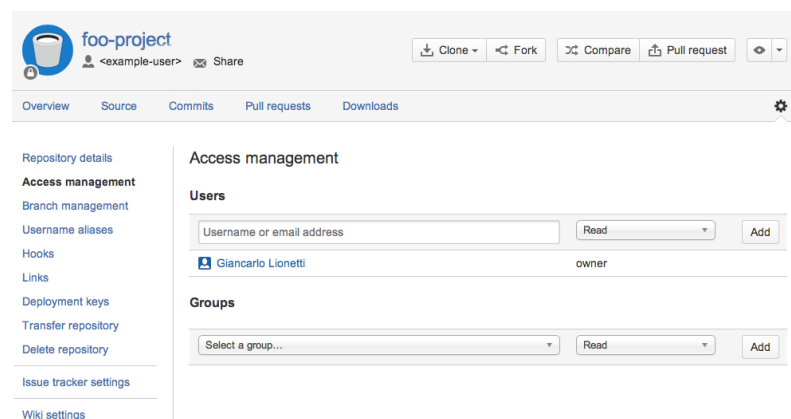 foo-project
<example-user> Share
Clone Fork Compare Pull request
Overview Source Commits Pull requests Downloads
Repository details
Access management
Branch management
Username aliases
Hooks
Links
Deployment keys
Transfer repository
Delete repository
Issue tracker settings
Wiki settings
Access management
Users
Username or email address Read Add
Giancarlo Lionetti owner
Groups
Select a group... Read Add